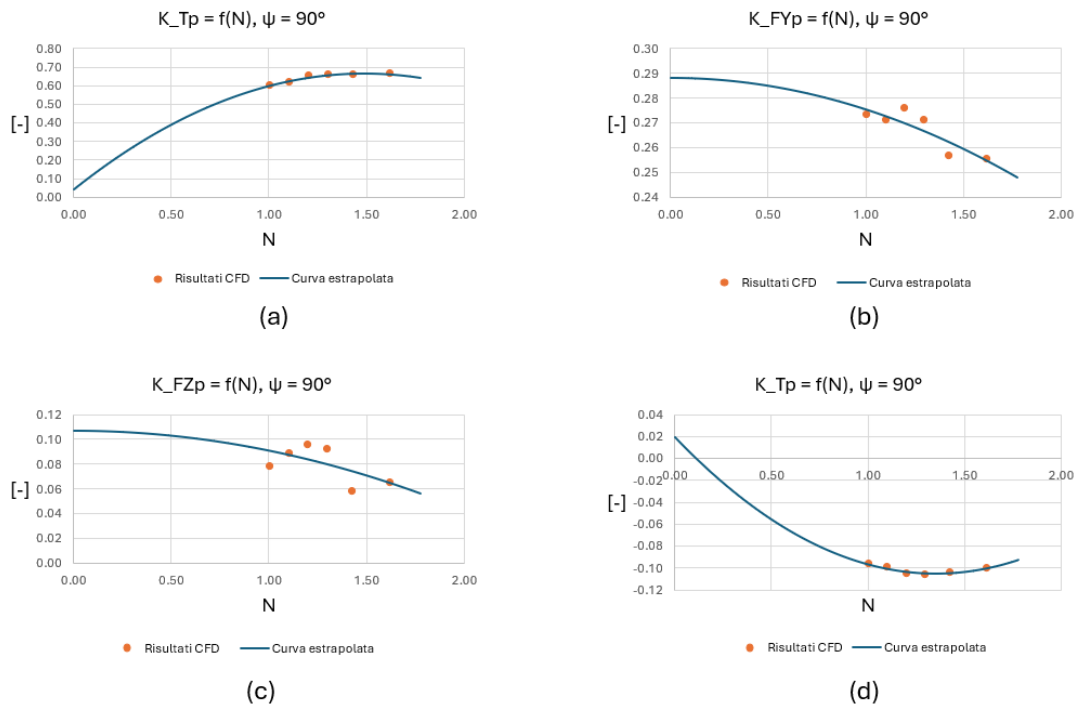 K_Tp = f(N), ψ = 90°
0.80
0.70
0.60
0.50
0.40
0.30
0.20
0.10
0.00
[-]
0.00 0.50 1.00 1.50 2.00
N
Risultati CFD Curva estrapolata
(a)
K_FYp = f(N), ψ = 90°
0.30
0.29
0.28
0.27
0.26
0.25
0.24
[-]
0.00 0.50 1.00 1.50 2.00
N
Risultati CFD Curva estrapolata
(b)
K_FZp = f(N), ψ = 90°
0.12
0.10
0.08
0.06
0.04
0.02
0.00
[-]
0.00 0.50 1.00 1.50 2.00
N
Risultati CFD Curva estrapolata
(c)
K_Tp = f(N), ψ = 90°
0.04
0.02
0.00
-0.02
-0.04
-0.06
-0.08
-0.10
-0.12
[-]
0.00 0.50 1.00 1.50 2.00
N
Risultati CFD Curva estrapolata
(d)